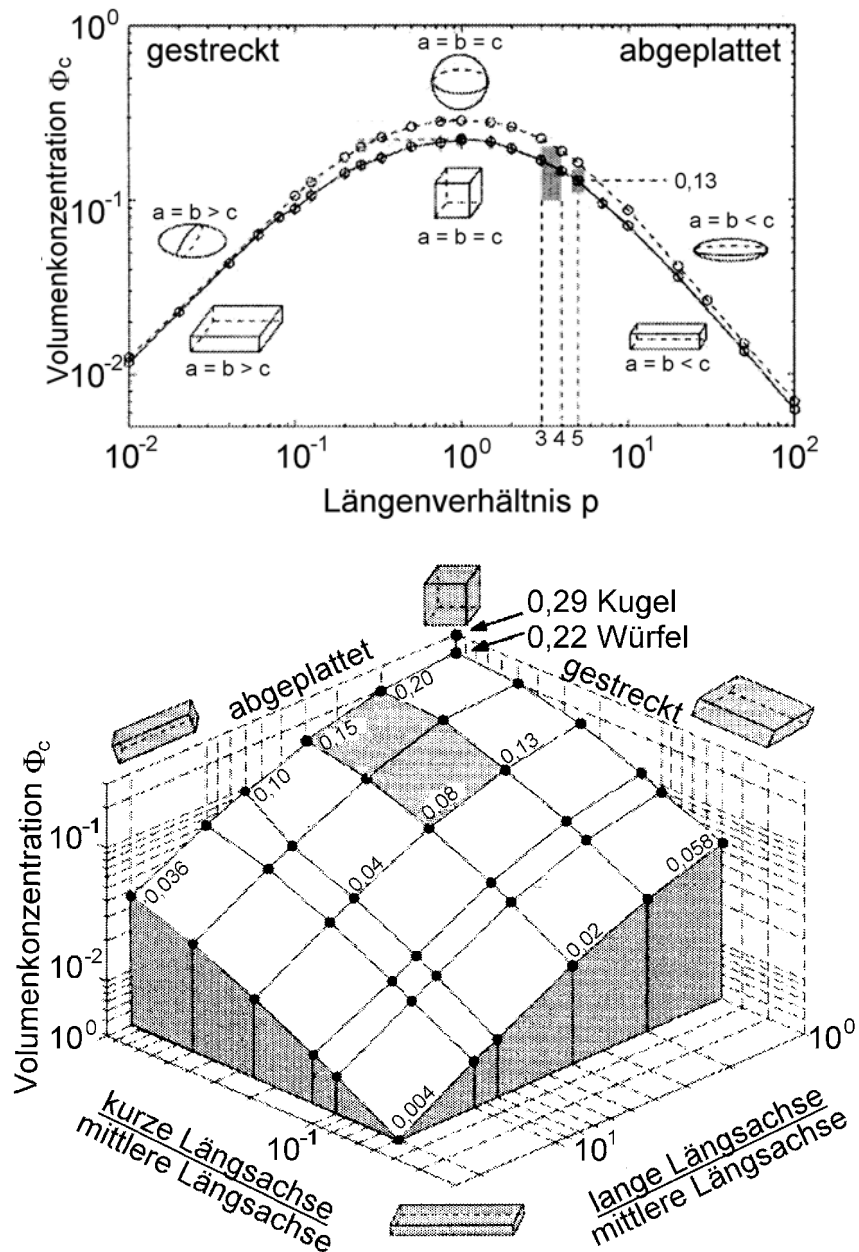 10⁰
gestreckt
a = b = c
abgeplattet
Volumenkonzentration Φc
10⁻¹
10⁻²
0,13
a = b > c
a = b = c
a = b < c
a = b > c
a = b < c
3 4 5
10⁻² 10⁻¹ 10⁰ 10¹ 10²
Längenverhältnis p
0,29 Kugel
0,22 Würfel
abgeplattet
gestreckt
0,20
0,15
0,13
0,10
0,08
0,058
0,04
0,036
0,02
0,004
Volumenkonzentration Φc
10⁻¹
10⁻²
10⁰
10⁰
10⁻¹
10¹
kurze Längsachse
mittlere Längsachse
lange Längsachse
mittlere Längsachse